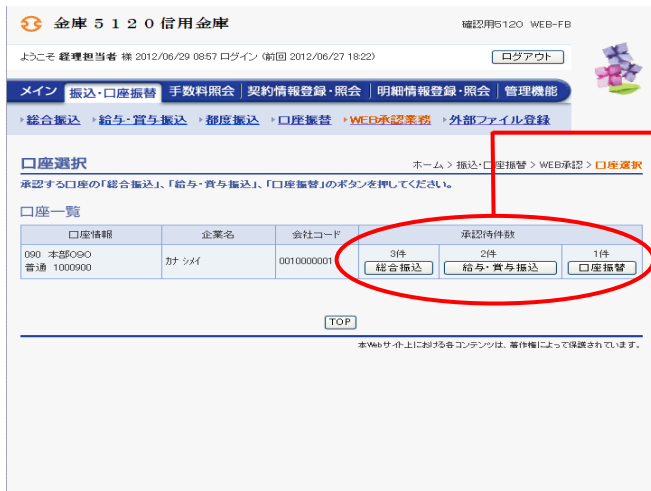 金庫５１２０信用金庫
確認用5120 WEB-FB
ようこそ 経理担当者 様 2012/06/29 08:57 ログイン (前回 2012/06/27 18:22)
ログアウト
メイン 振込・口座振替 手数料照会 契約情報登録・照会 明細情報登録・照会 管理機能
総合振込 給与・賞与振込 都度振込 口座振替 WEB承認業務 外部ファイル登録
口座選択
ホーム > 振込・口座振替 > WEB承認 > 口座選択
承認する口座の「総合振込」、「給与・賞与振込」、「口座振替」のボタンを押してください。
口座一覧
口座情報 企業名 会社コード 承認待件数
090 本部090
普通 1000900
カナ シメイ
0010000001
3件 2件 1件
総合振込 給与・賞与振込 口座振替
TOP
本Webサイト上における各コンテンツは、著作権によって保護されています。